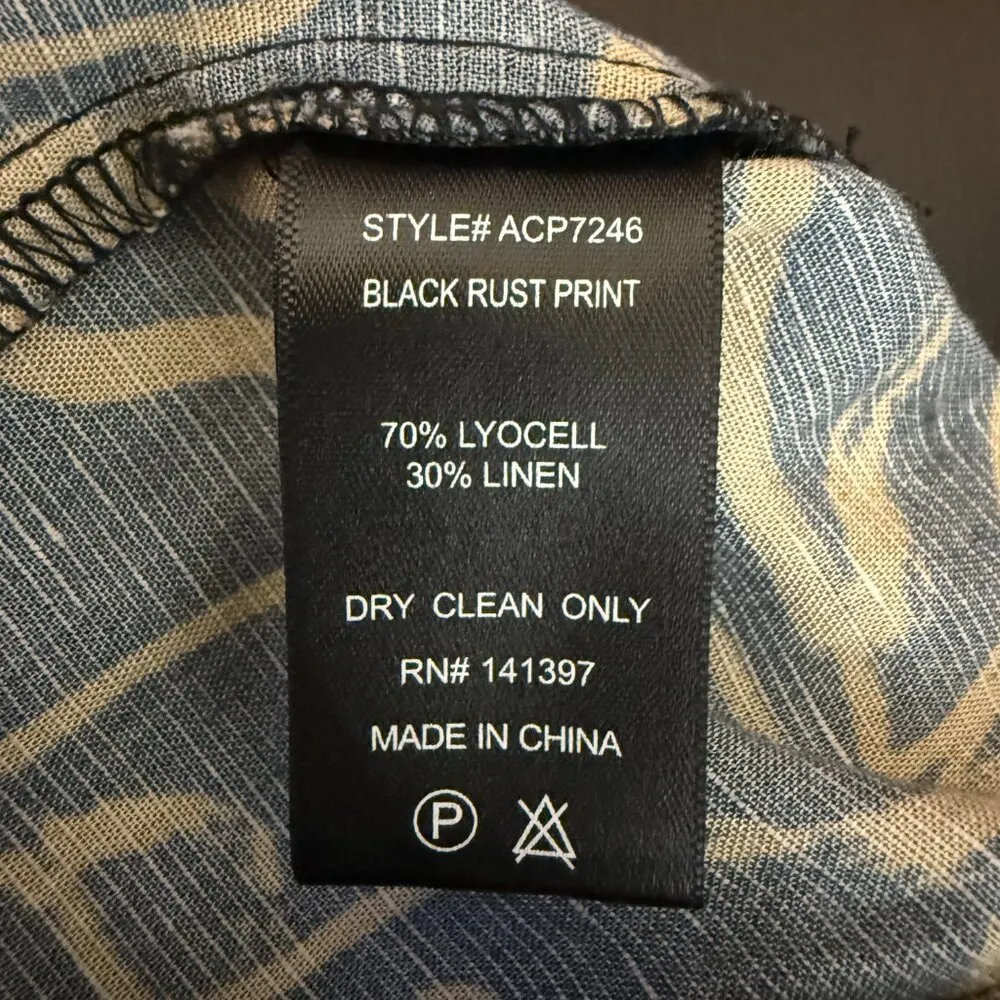 STYLE# ACP7246
BLACK RUST PRINT
70% LYOCELL
30% LINEN
DRY CLEAN ONLY
RN# 141397
MADE IN CHINA
P